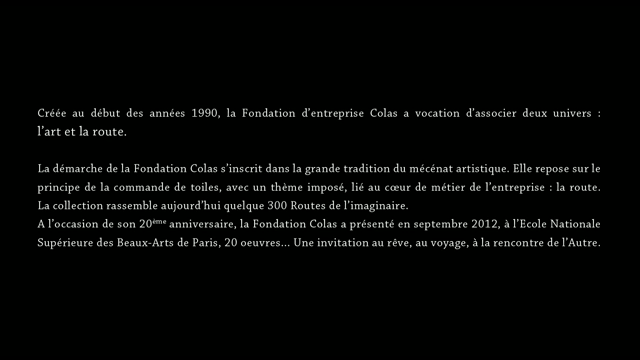 Créée au début des années 1990, la Fondation d'entreprise Colas a vocation d'associer deux univers :
l'art et la route.
La démarche de la Fondation Colas s'inscrit dans la grande tradition du mécénat artistique. Elle repose sur le
principe de la commande de toiles, avec un thème imposé, lié au cœur de métier de l'entreprise : la route.
La collection rassemble aujourd'hui quelque 300 Routes de l'imaginaire.
A l'occasion de son 20ème anniversaire, la Fondation Colas a présenté en septembre 2012, à l'Ecole Nationale
Supérieure des Beaux-Arts de Paris, 20 oeuvres... Une invitation au rêve, au voyage, à la rencontre de l'Autre.